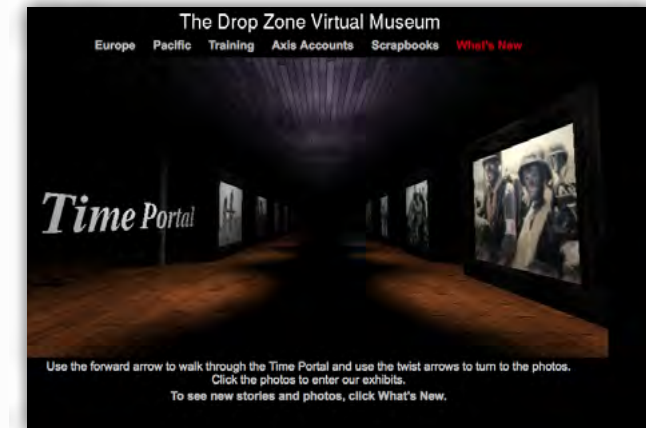 The Drop Zone Virtual Museum
Europe Pacific Training Axis Accounts Scrapbooks What's New
Time Portal
Use the forward arrow to walk through the Time Portal and use the twist arrows to turn to the photos.
Click the photos to enter our exhibits.
To see new stories and photos, click What's New.